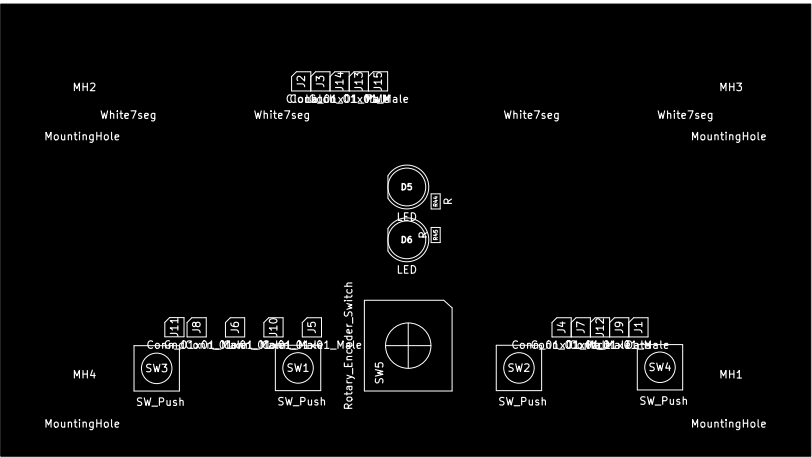 J2
J3
J14
J13
J15
MH2
MH3
White7seg
White7seg
White7seg
White7seg
MountingHole
MountingHole
D5
R44
R
LED
D6
R
R45
LED
Rotary_Encoder_Switch
SW5
J11
J8
J6
J10
J5
J4
J7
J12
J9
J1
SW3
SW1
SW2
SW4
MH4
MH1
SW_Push
SW_Push
SW_Push
SW_Push
MountingHole
MountingHole